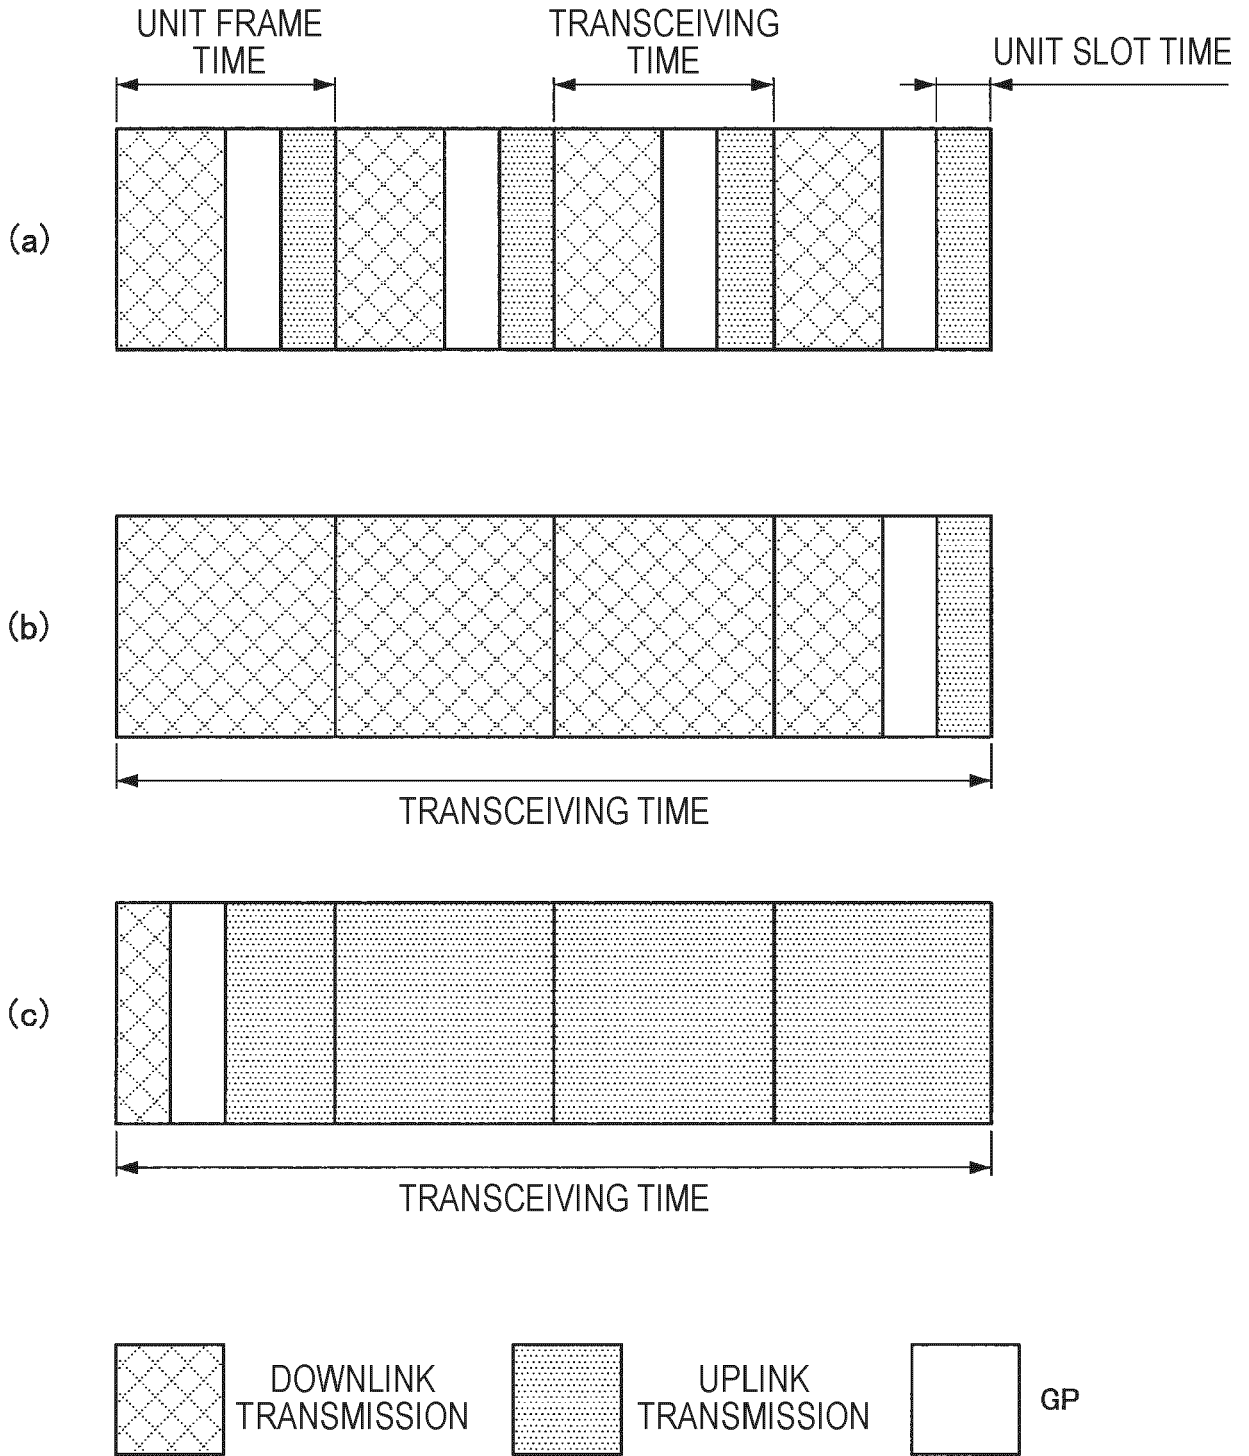 UNIT FRAME
TIME
TRANSCEIVING
TIME
UNIT SLOT TIME
(a)
(b)
TRANSCEIVING TIME
(c)
TRANSCEIVING TIME
DOWNLINK
TRANSMISSION
UPLINK
TRANSMISSION
GP